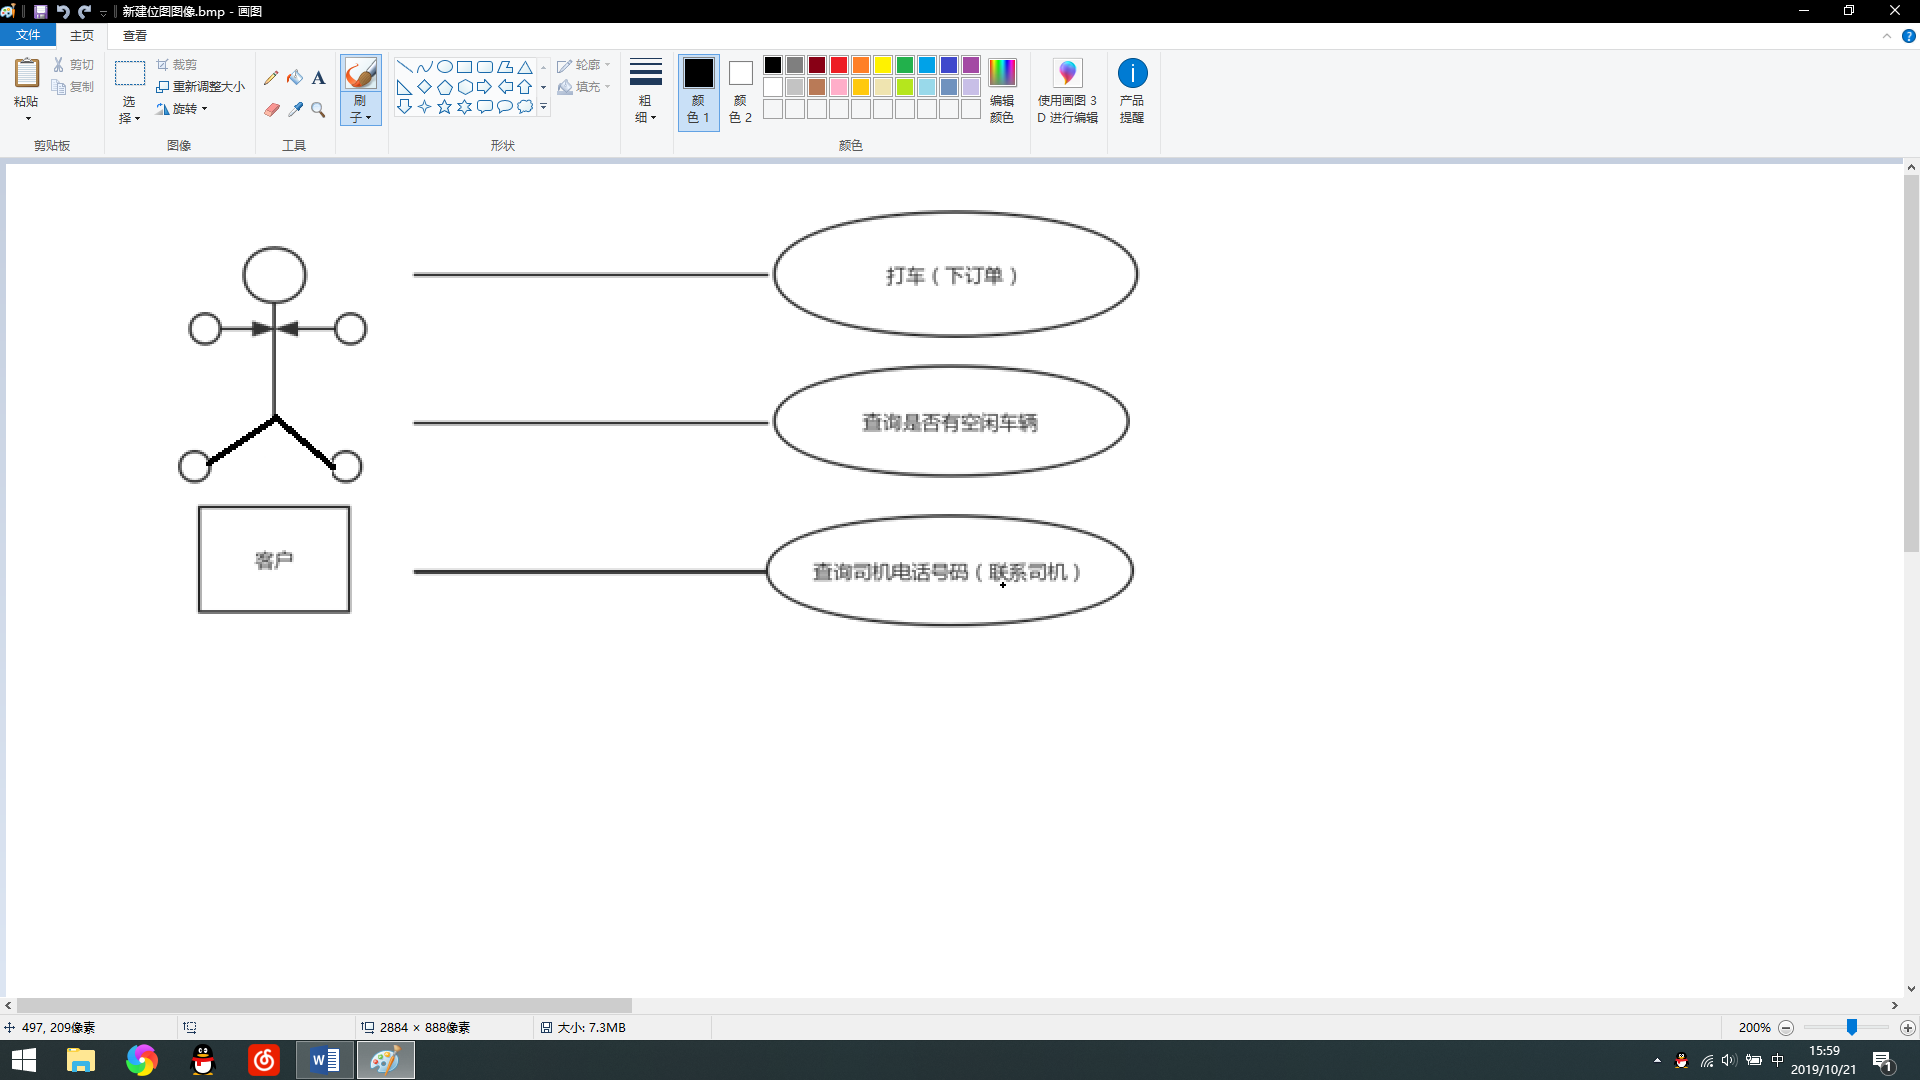 新建位图图像.bmp - 画图
文件 主页 查看
粘贴 剪切 复制
选择 裁剪 重新调整大小 旋转
A
刷子
轮廓 填充
粗细
颜色 1 颜色 2
编辑颜色
使用画图 3D 进行编辑
产品提醒
剪贴板 图像 工具 形状 颜色
打车（下订单）
查询是否有空闲车辆
客户
查询司机电话号码（联系司机）
497, 209像素 2884 × 888像素 大小: 7.3MB 200%
中 15:59
2019/10/21
1